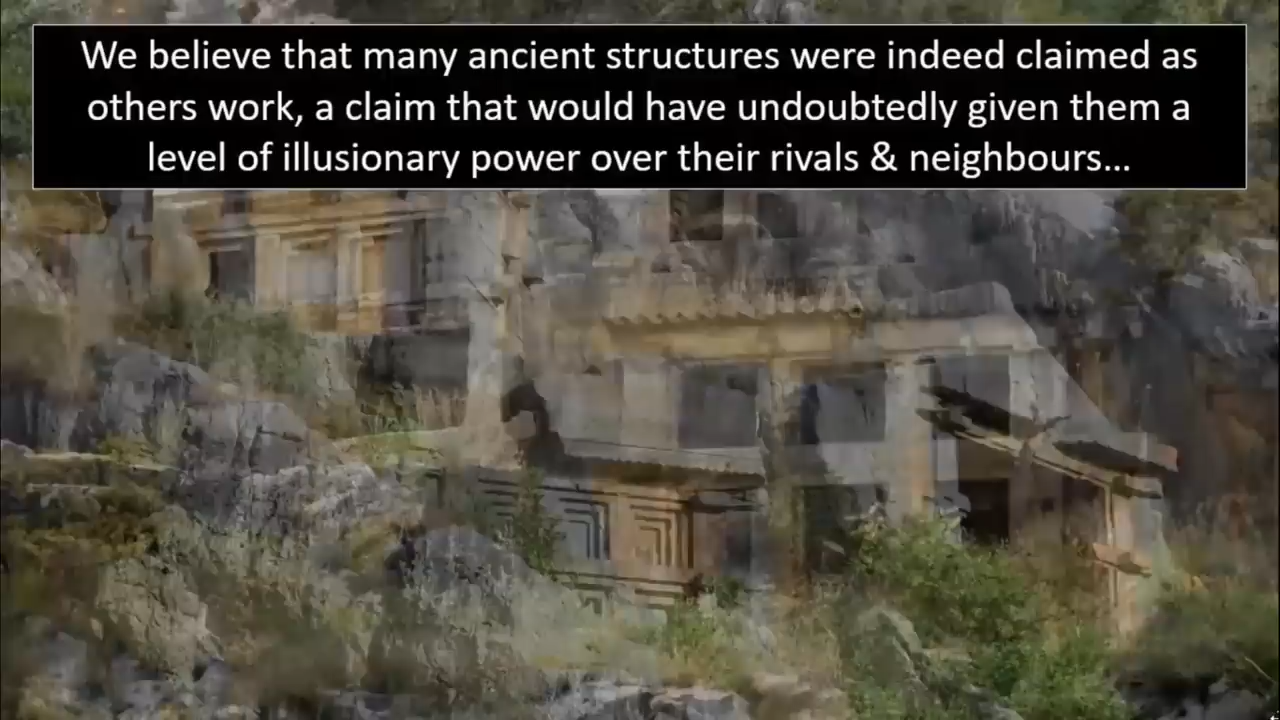 We believe that many ancient structures were indeed claimed as
others work, a claim that would have undoubtedly given them a
level of illusionary power over their rivals & neighbours...